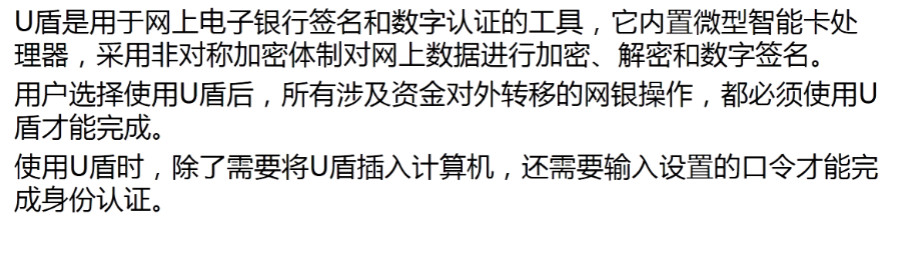 U盾是用于网上电子银行签名和数字认证的工具，它内置微型智能卡处
理器，采用非对称加密体制对网上数据进行加密、解密和数字签名。
用户选择使用U盾后，所有涉及资金对外转移的网银操作，都必须使用U
盾才能完成。
使用U盾时，除了需要将U盾插入计算机，还需要输入设置的口令才能完
成身份认证。